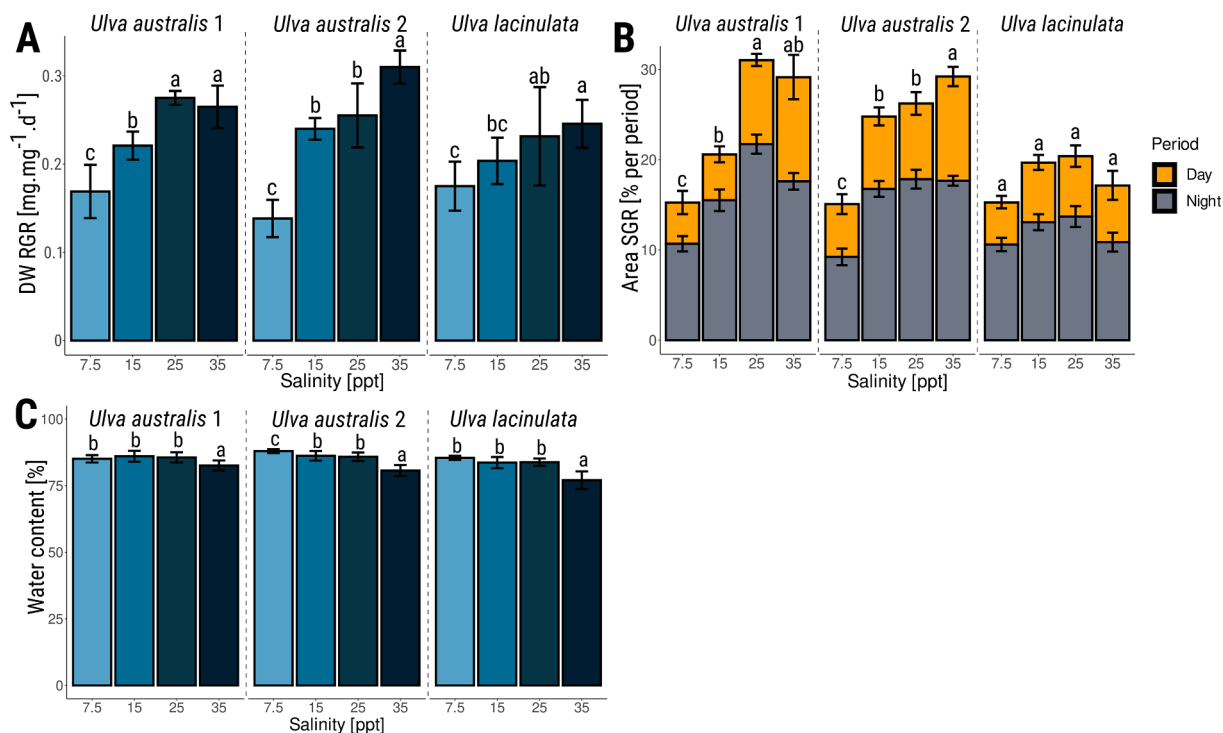 A
Ulva australis 1
Ulva australis 2
Ulva lacinulata
DW RGR [mg.mg⁻¹.d⁻¹]
0.3
0.2
0.1
0
c
b
a
a
c
b
b
a
c
bc
ab
a
7.5 15 25 35
7.5 15 25 35
7.5 15 25 35
Salinity [ppt]
B
Ulva australis 1
Ulva australis 2
Ulva lacinulata
Area SGR [% per period]
30
20
10
0
c
b
a
ab
c
b
b
a
a
a
a
a
7.5 15 25 35
7.5 15 25 35
7.5 15 25 35
Salinity [ppt]
Period
Day
Night
C
Ulva australis 1
Ulva australis 2
Ulva lacinulata
Water content [%]
100
75
50
25
0
b
b
b
a
c
b
b
a
b
b
b
a
7.5 15 25 35
7.5 15 25 35
7.5 15 25 35
Salinity [ppt]